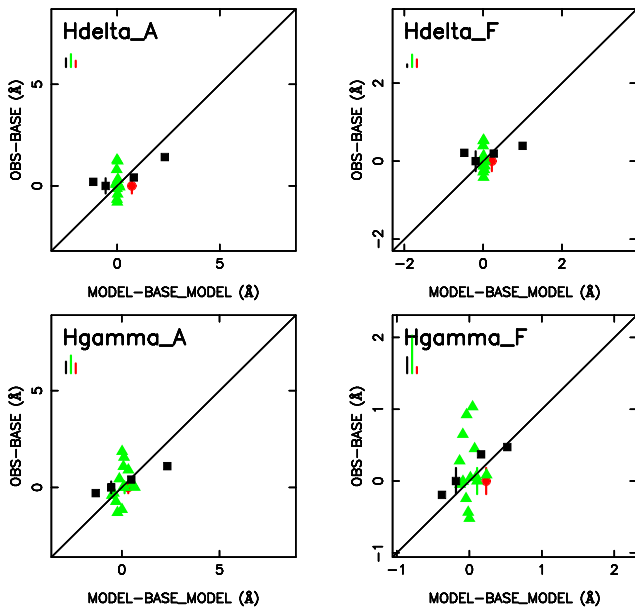 Hdelta_A
5
0
OBS-BASE (Å)
0
5
MODEL-BASE_MODEL (Å)
Hdelta_F
2
0
−2
OBS-BASE (Å)
−2
0
2
MODEL-BASE_MODEL (Å)
Hgamma_A
5
0
OBS-BASE (Å)
0
5
MODEL-BASE_MODEL (Å)
Hgamma_F
2
1
0
−1
OBS-BASE (Å)
−1
0
1
2
MODEL-BASE_MODEL (Å)